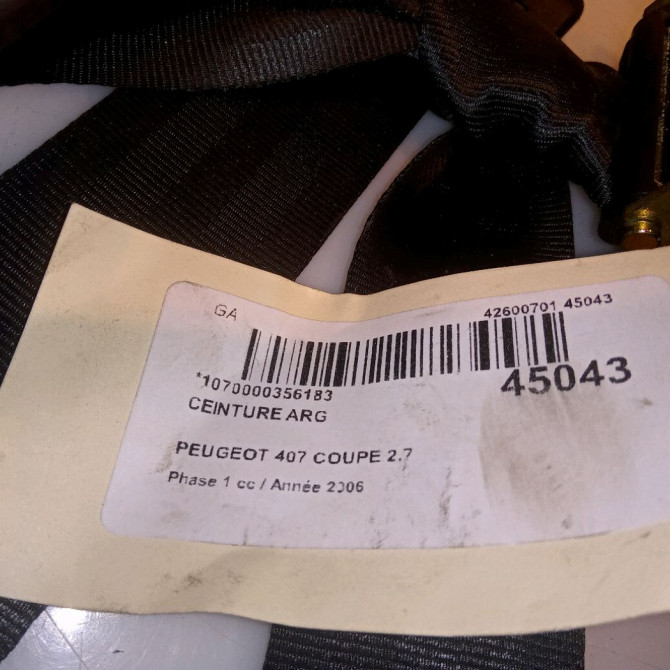 GA
42600701 45043
*1070000356183
45043
CEINTURE ARG
PEUGEOT 407 COUPE 2.7
Phase 1 cc / Année 2006